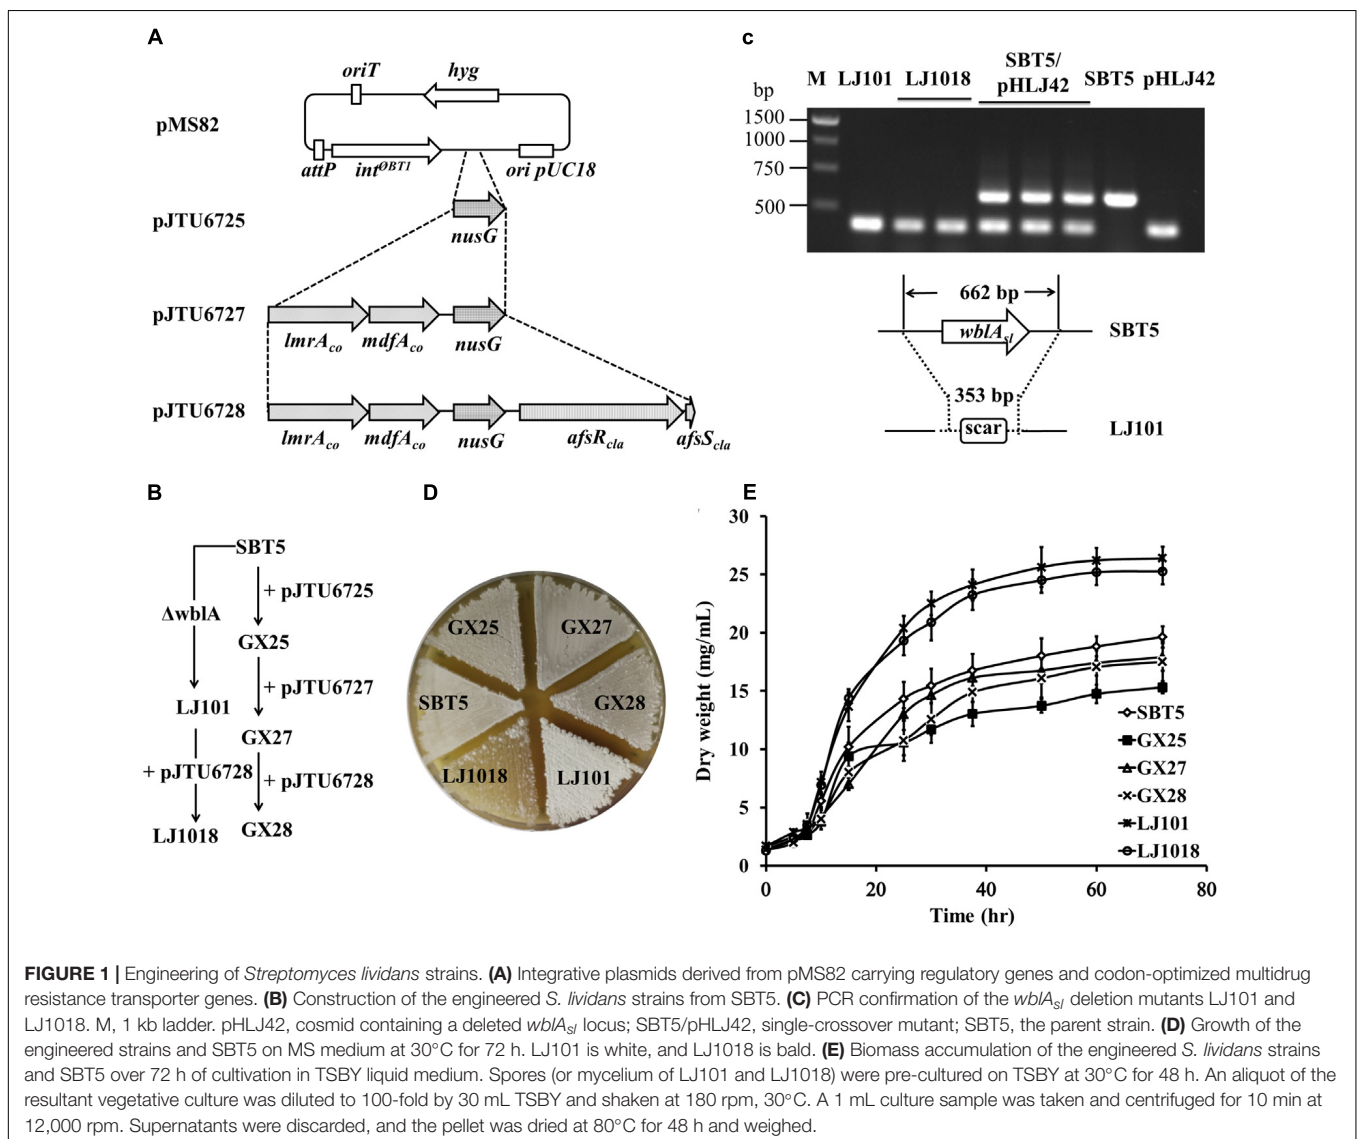 A
oriT
hyg
pMS82
attP
int^ØBT1
ori pUC18
pJTU6725
nusG
pJTU6727
lmrA_co
mdfA_co
nusG
pJTU6728
lmrA_co
mdfA_co
nusG
afsR_cla
afsS_cla
B
SBT5
+ pJTU6725
ΔwblA
GX25
+ pJTU6727
LJ101
GX27
+ pJTU6728
+ pJTU6728
LJ1018
GX28
C
SBT5/
M LJ101 LJ1018 pHLJ42 SBT5 pHLJ42
bp
1500
1000
750
500
662 bp
wblA_sl
SBT5
353 bp
scar
LJ101
D
GX25
GX27
SBT5
GX28
LJ1018
LJ101
E
30
25
20
15
10
5
0
Dry weight (mg/mL)
SBT5
GX25
GX27
GX28
LJ101
LJ1018
0 20 40 60 80
Time (hr)
FIGURE 1 | Engineering of Streptomyces lividans strains. (A) Integrative plasmids derived from pMS82 carrying regulatory genes and codon-optimized multidrug
resistance transporter genes. (B) Construction of the engineered S. lividans strains from SBT5. (C) PCR confirmation of the wblA_sl deletion mutants LJ101 and
LJ1018. M, 1 kb ladder. pHLJ42, cosmid containing a deleted wblA_sl locus; SBT5/pHLJ42, single-crossover mutant; SBT5, the parent strain. (D) Growth of the
engineered strains and SBT5 on MS medium at 30°C for 72 h. LJ101 is white, and LJ1018 is bald. (E) Biomass accumulation of the engineered S. lividans strains
and SBT5 over 72 h of cultivation in TSBY liquid medium. Spores (or mycelium of LJ101 and LJ1018) were pre-cultured on TSBY at 30°C for 48 h. An aliquot of the
resultant vegetative culture was diluted to 100-fold by 30 mL TSBY and shaken at 180 rpm, 30°C. A 1 mL culture sample was taken and centrifuged for 10 min at
12,000 rpm. Supernatants were discarded, and the pellet was dried at 80°C for 48 h and weighed.